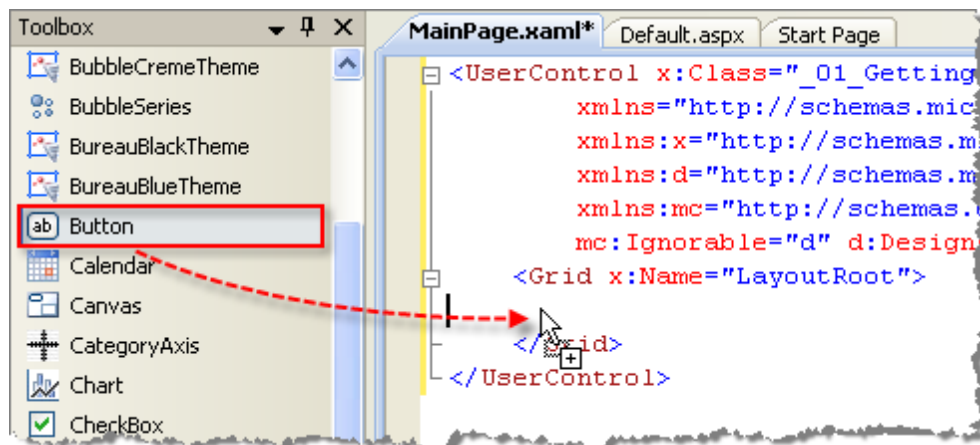 Toolbox
BubbleCremeTheme
BubbleSeries
BureauBlackTheme
BureauBlueTheme
ab Button
Calendar
Canvas
CategoryAxis
Chart
CheckBox
MainPage.xaml* Default.aspx Start Page
<UserControl x:Class="_01_Getting
xmlns="http://schemas.mic
xmlns:x="http://schemas.m
xmlns:d="http://schemas.m
xmlns:mc="http://schemas.
mc:Ignorable="d" d:Design
<Grid x:Name="LayoutRoot">
</Grid>
</UserControl>